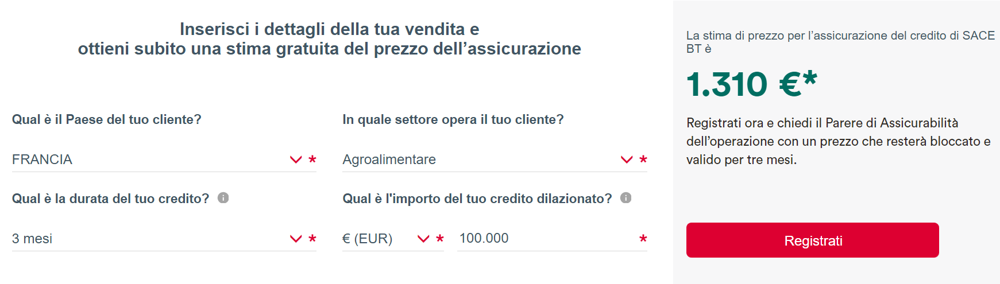 Inserisci i dettagli della tua vendita e
ottieni subito una stima gratuita del prezzo dell’assicurazione
Qual è il Paese del tuo cliente?
FRANCIA *
In quale settore opera il tuo cliente?
Agroalimentare *
Qual è la durata del tuo credito? i
3 mesi *
Qual è l'importo del tuo credito dilazionato? i
€ (EUR) * 100.000 *
La stima di prezzo per l’assicurazione del credito di SACE
BT è
1.310 €*
Registrati ora e chiedi il Parere di Assicurabilità
dell’operazione con un prezzo che resterà bloccato e
valido per tre mesi.
Registrati